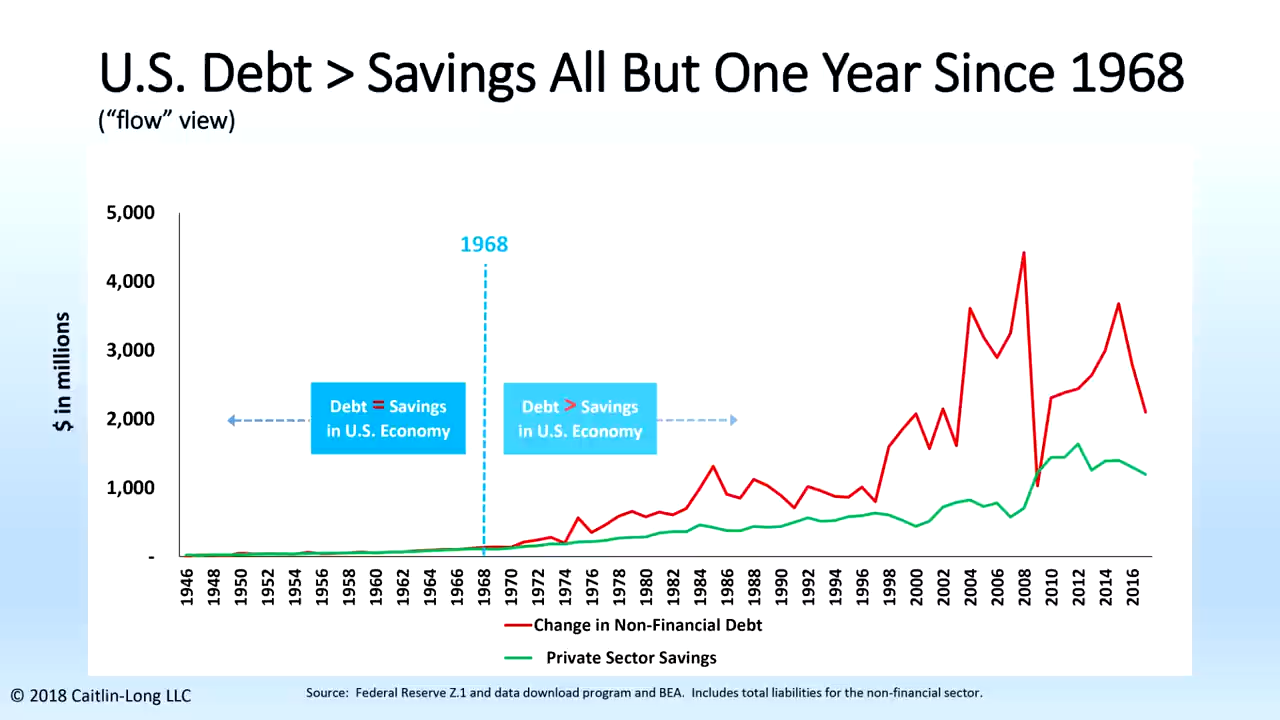 U.S. Debt > Savings All But One Year Since 1968
(“flow” view)
5,000
4,000
3,000
2,000
1,000
-
$ in millions
1968
Debt = Savings
in U.S. Economy
Debt > Savings
in U.S. Economy
1946 1948 1950 1952 1954 1956 1958 1960 1962 1964 1966 1968 1970 1972 1974 1976 1978 1980 1982 1984 1986 1988 1990 1992 1994 1996 1998 2000 2002 2004 2006 2008 2010 2012 2014 2016
Change in Non-Financial Debt
Private Sector Savings
© 2018 Caitlin-Long LLC
Source: Federal Reserve Z.1 and data download program and BEA. Includes total liabilities for the non-financial sector.